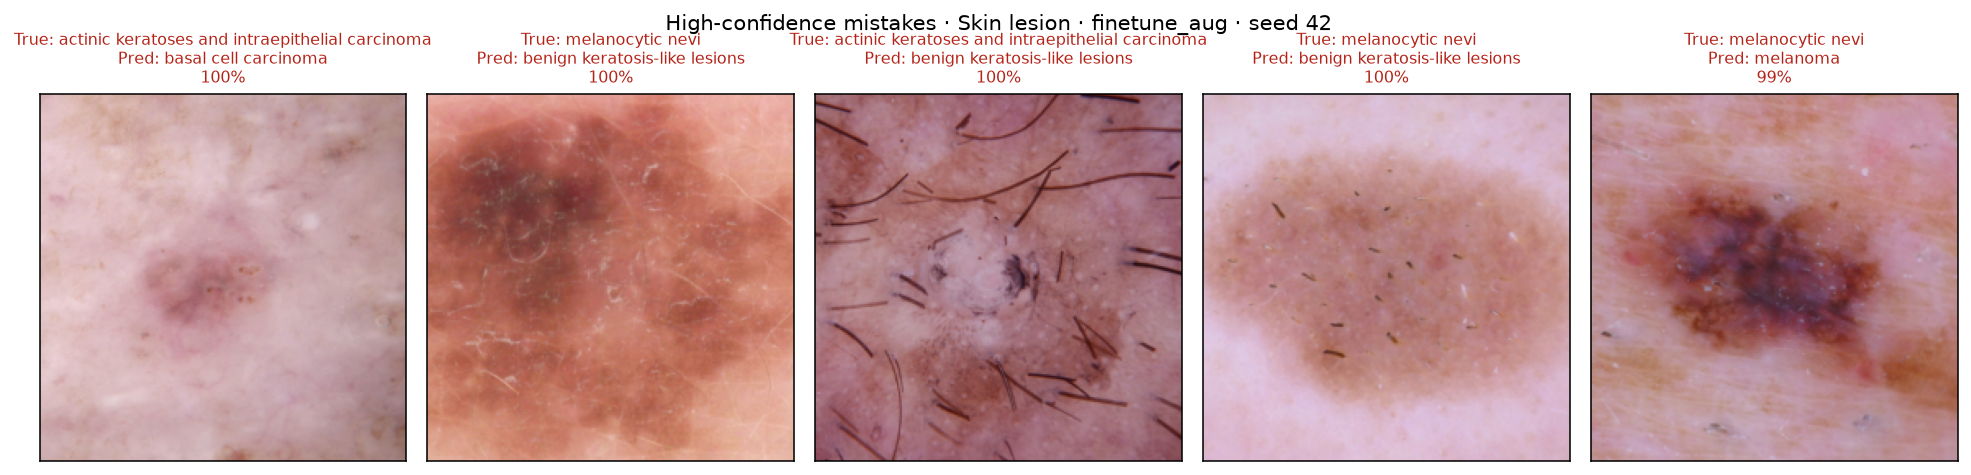 High-confidence mistakes · Skin lesion · finetune_aug · seed 42
True: actinic keratoses and intraepithelial carcinoma
Pred: basal cell carcinoma
100%
True: melanocytic nevi
Pred: benign keratosis-like lesions
100%
True: actinic keratoses and intraepithelial carcinoma
Pred: benign keratosis-like lesions
100%
True: melanocytic nevi
Pred: benign keratosis-like lesions
100%
True: melanocytic nevi
Pred: melanoma
99%